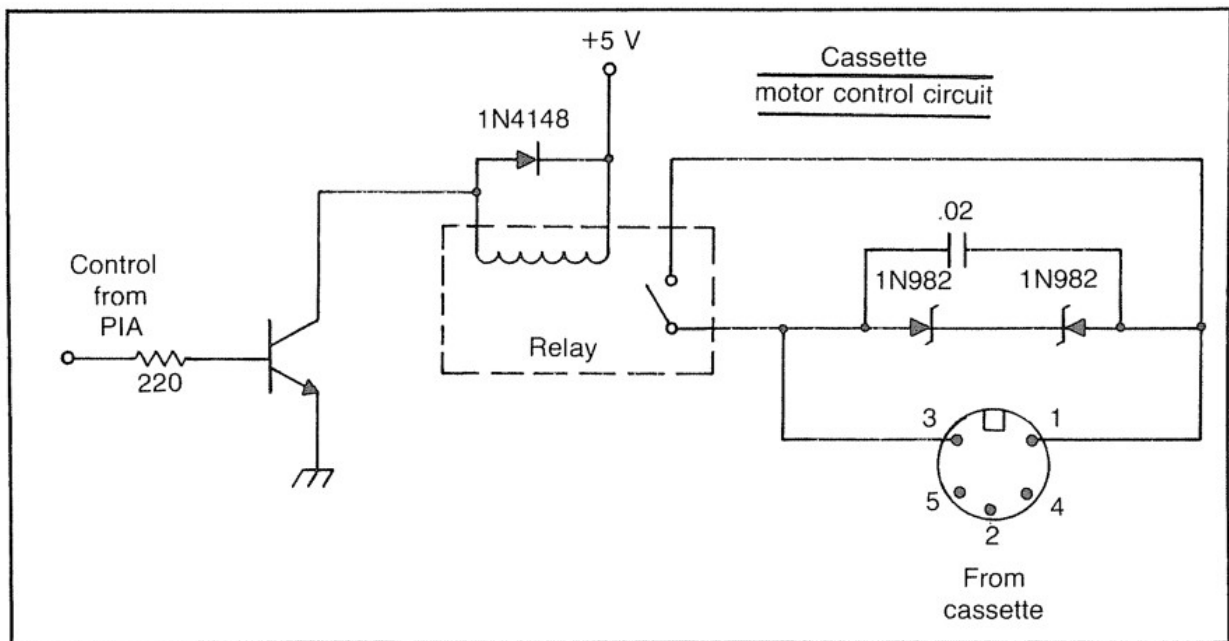 +5 V
Cassette
motor control circuit
1N4148
.02
Control
from
PIA
1N982
1N982
Relay
220
3
1
5
4
2
From
cassette